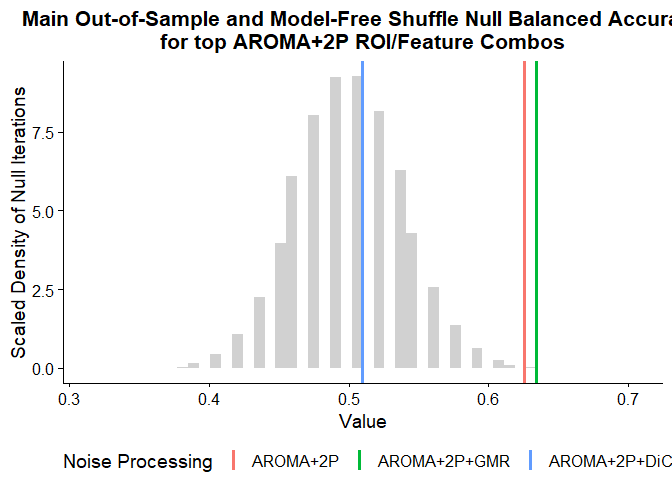 Main Out-of-Sample and Model-Free Shuffle Null Balanced Accura
for top AROMA+2P ROI/Feature Combos
Scaled Density of Null Iterations
7.5
5.0
2.5
0.0
0.3 0.4 0.5 0.6 0.7
Value
Noise Processing AROMA+2P AROMA+2P+GMR AROMA+2P+DiC